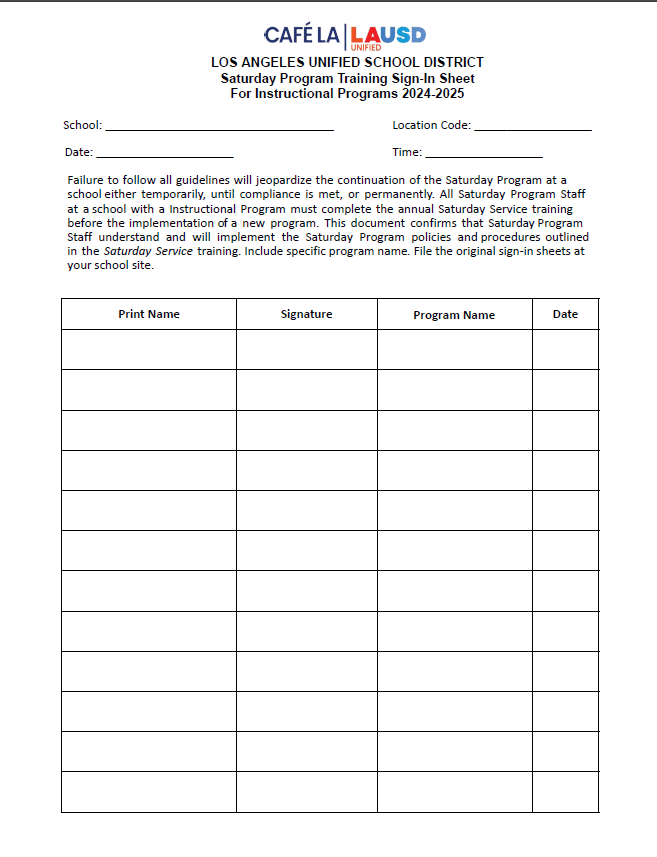 CAFÉ LA LAUSD
UNIFIED
LOS ANGELES UNIFIED SCHOOL DISTRICT
Saturday Program Training Sign-In Sheet
For Instructional Programs 2024-2025
School: Location Code:
Date: Time:
Failure to follow all guidelines will jeopardize the continuation of the Saturday Program at a
school either temporarily, until compliance is met, or permanently. All Saturday Program Staff
at a school with a Instructional Program must complete the annual Saturday Service training
before the implementation of a new program. This document confirms that Saturday Program
Staff understand and will implement the Saturday Program policies and procedures outlined
in the Saturday Service training. Include specific program name. File the original sign-in sheets at
your school site.
Print Name Signature Program Name Date